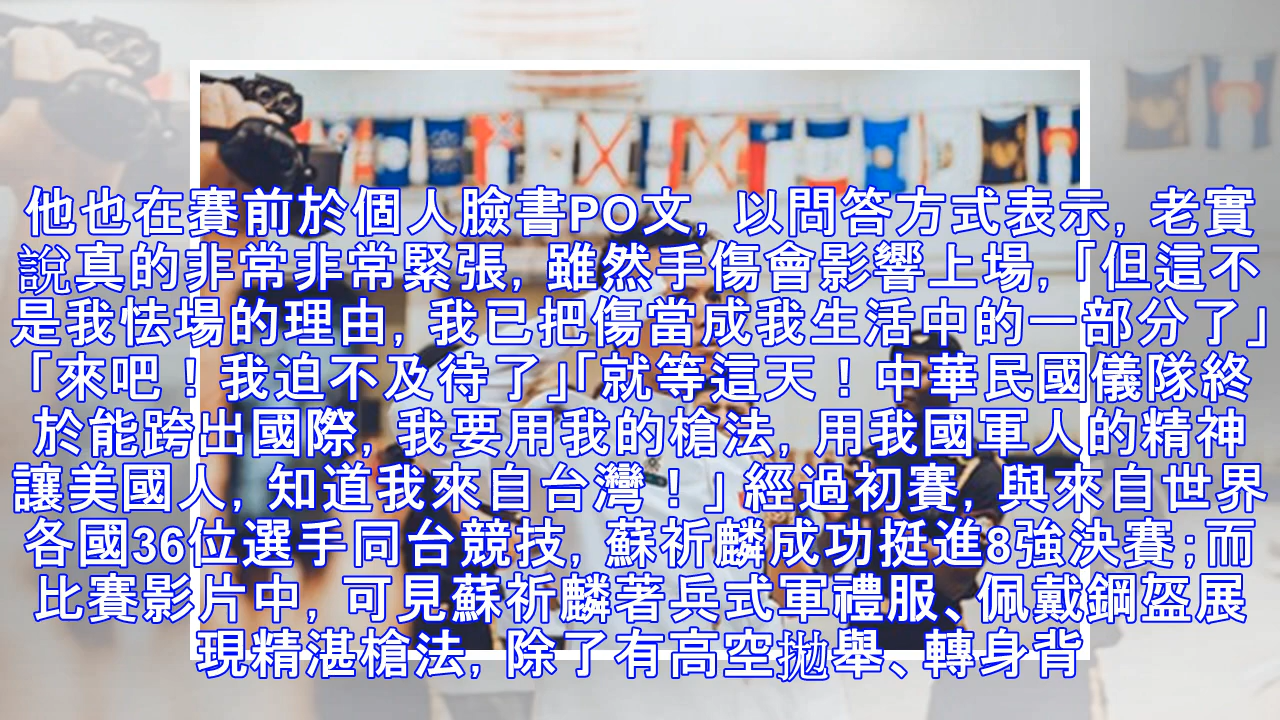 他也在賽前於個人臉書PO文, 以問答方式表示, 老實
說真的非常非常緊張, 雖然手傷會影響上場,「但這不
是我怯場的理由, 我已把傷當成我生活中的一部分了」
「來吧！我迫不及待了」「就等這天！中華民國儀隊終
於能跨出國際, 我要用我的槍法, 用我國軍人的精神
讓美國人, 知道我來自台灣！」經過初賽, 與來自世界
各國36位選手同台競技, 蘇祈麟成功挺進8強決賽;而
比賽影片中, 可見蘇祈麟著兵式軍禮服、佩戴鋼盔展
現精湛槍法, 除了有高空拋舉、轉身背